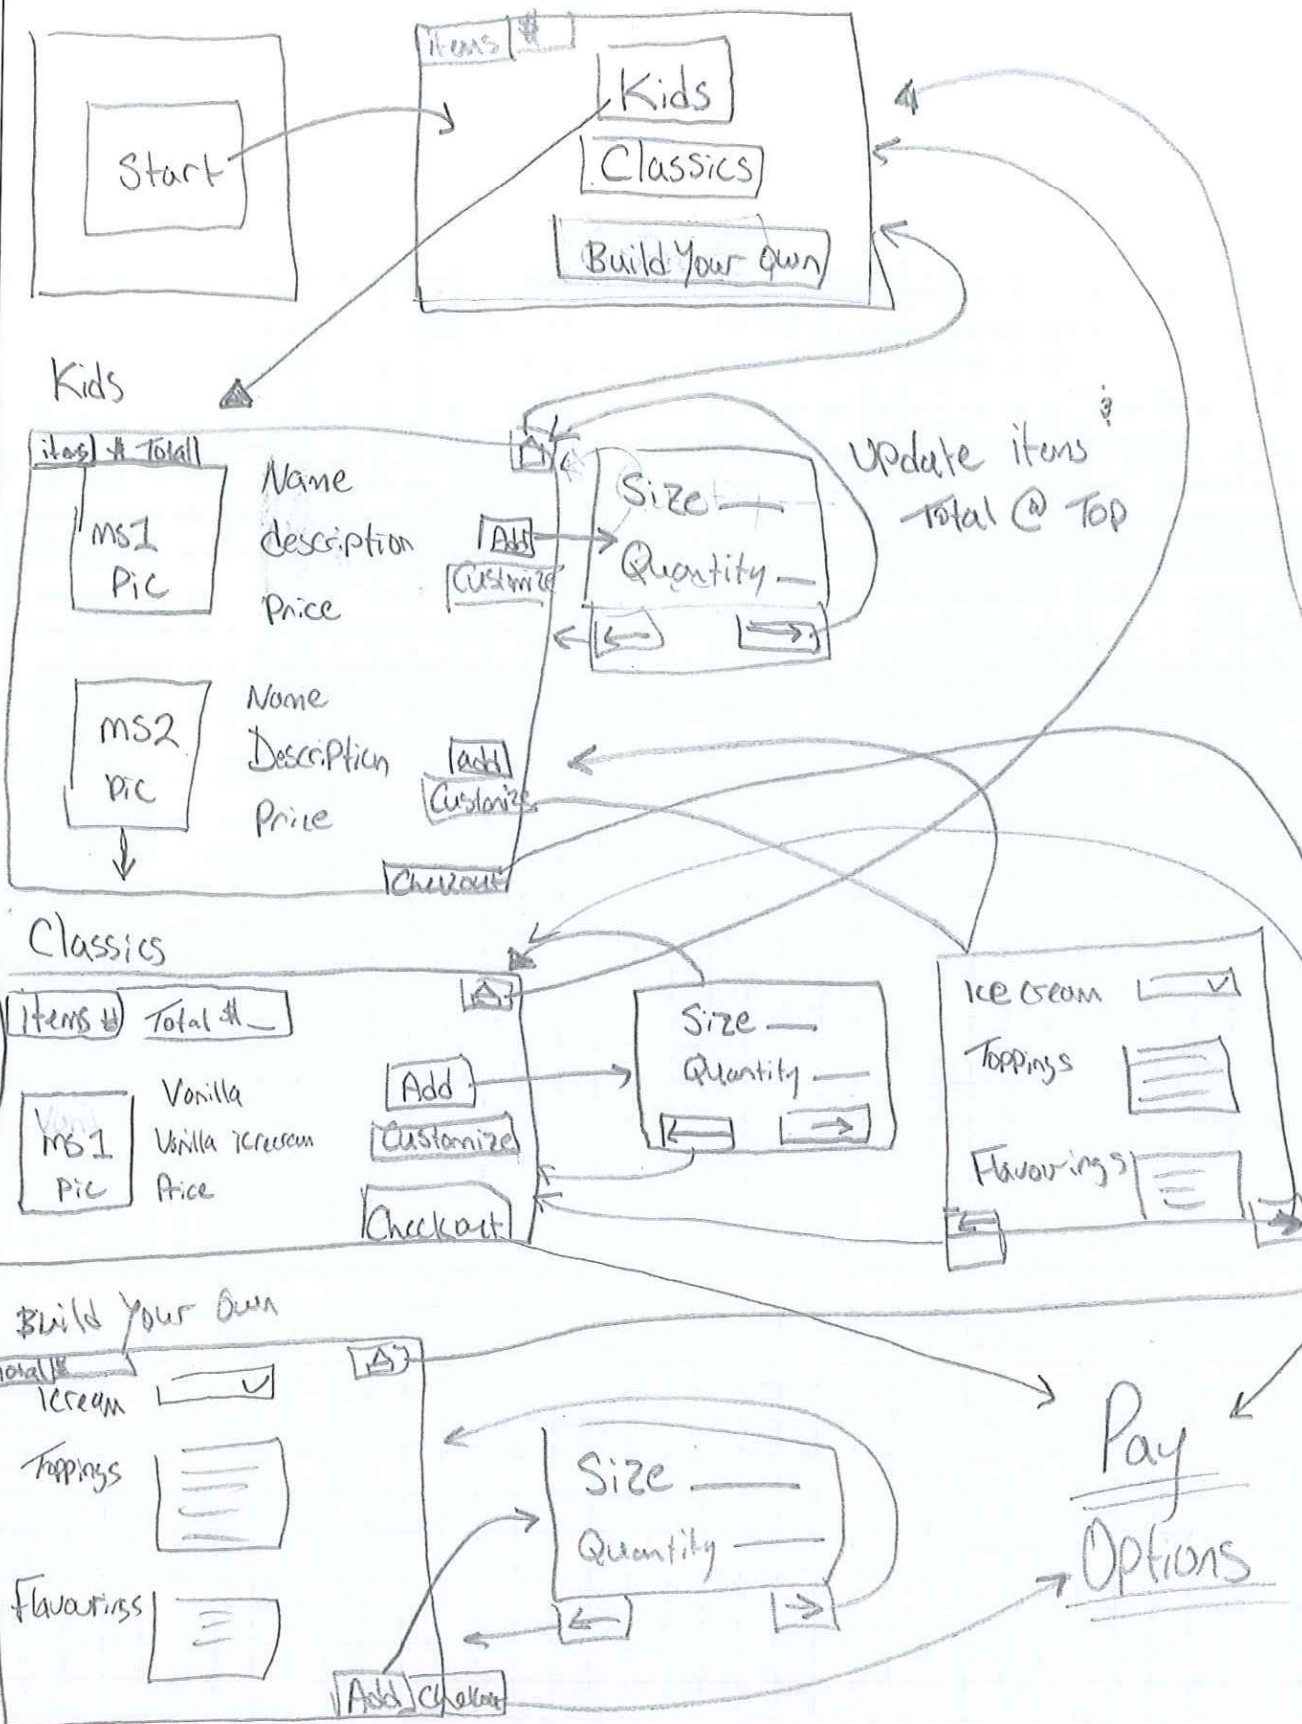 items #
Kids
Start
Classics
Build Your Own
Kids
items # Total
Name
ms1
Pic
description
Add
Customize
Price
Size
Quantity
Update items &
Total @ Top
Name
ms2
pic
Description
add
Customize
Price
Checkout
Classics
items # Total #_
Vanilla
ms1
Pic
Vanilla icecream
Price
Add
Customize
Checkout
Size
Quantity
Ice cream
Toppings
Flavourings
Build Your Own
Total #
Icream
Toppings
Flavourings
Add Checkout
Size
Quantity
Pay
Options